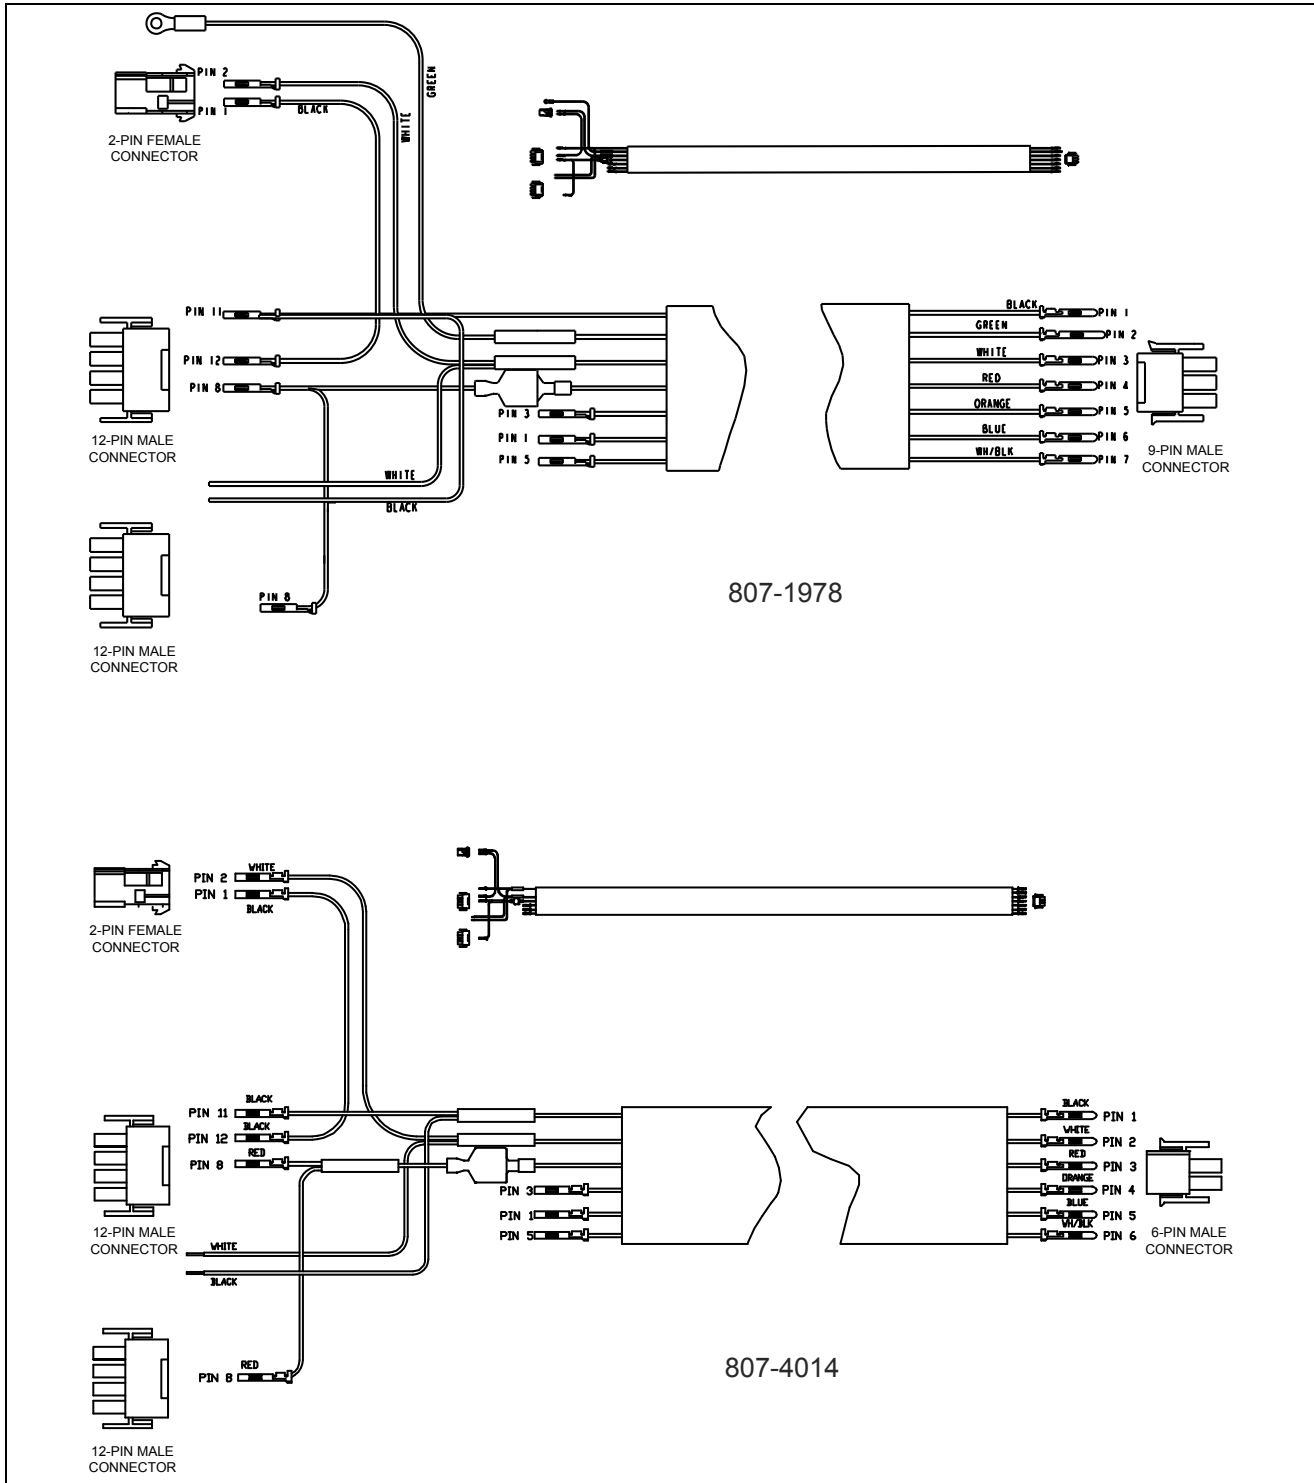 PIN 2
GREEN
PIN 1
BLACK
WHITE
2-PIN FEMALE
CONNECTOR
PIN 11
BLACK
PIN 1
GREEN
PIN 2
PIN 12
WHITE
PIN 3
PIN 8
RED
PIN 4
PIN 3
ORANGE
PIN 5
PIN 1
BLUE
PIN 6
PIN 5
WH/BLK
PIN 7
12-PIN MALE
CONNECTOR
9-PIN MALE
CONNECTOR
WHITE
BLACK
PIN 8
807-1978
12-PIN MALE
CONNECTOR
WHITE
PIN 2
PIN 1
BLACK
2-PIN FEMALE
CONNECTOR
BLACK
PIN 11
BLACK
PIN 12
RED
PIN 8
BLACK
PIN 1
WHITE
PIN 2
RED
PIN 3
PIN 3
ORANGE
PIN 4
PIN 1
BLUE
PIN 5
PIN 5
WH/BLK
PIN 6
12-PIN MALE
CONNECTOR
6-PIN MALE
CONNECTOR
WHITE
BLACK
RED
PIN 8
807-4014
12-PIN MALE
CONNECTOR